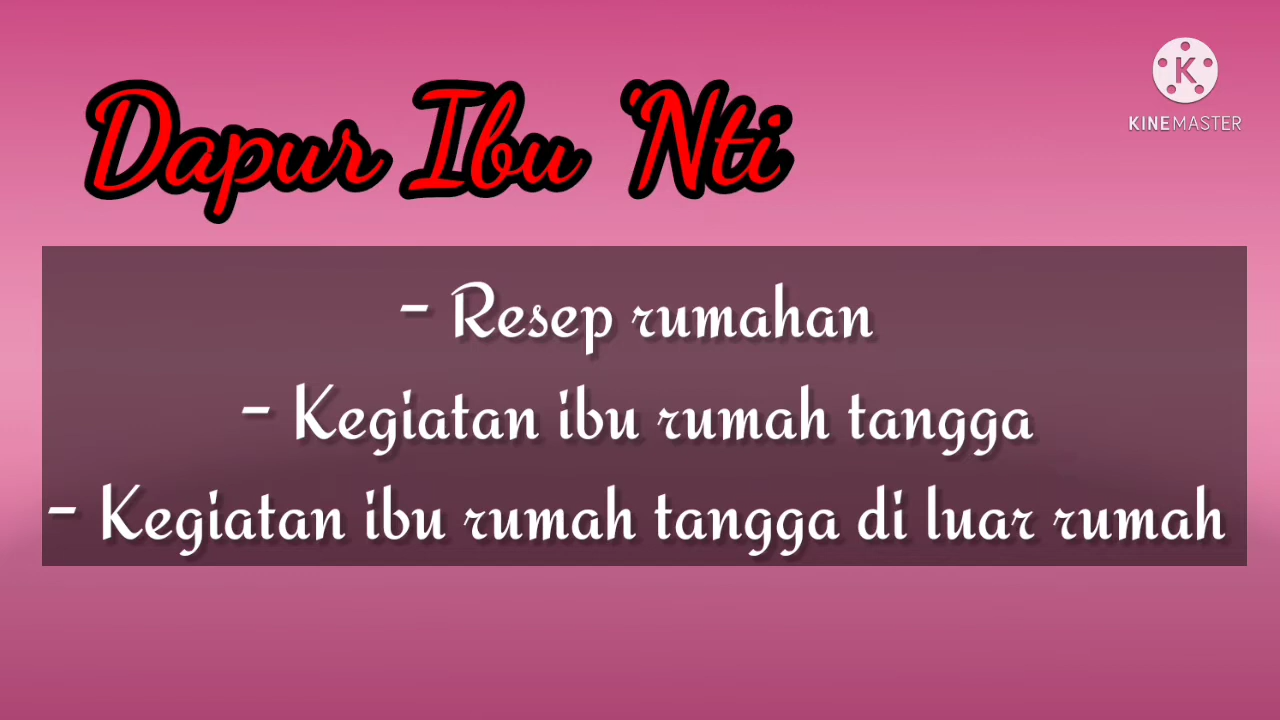 Dapur Ibu 'Nti
KINEMASTER
- Resep rumahan
- Kegiatan ibu rumah tangga
- Kegiatan ibu rumah tangga di luar rumah